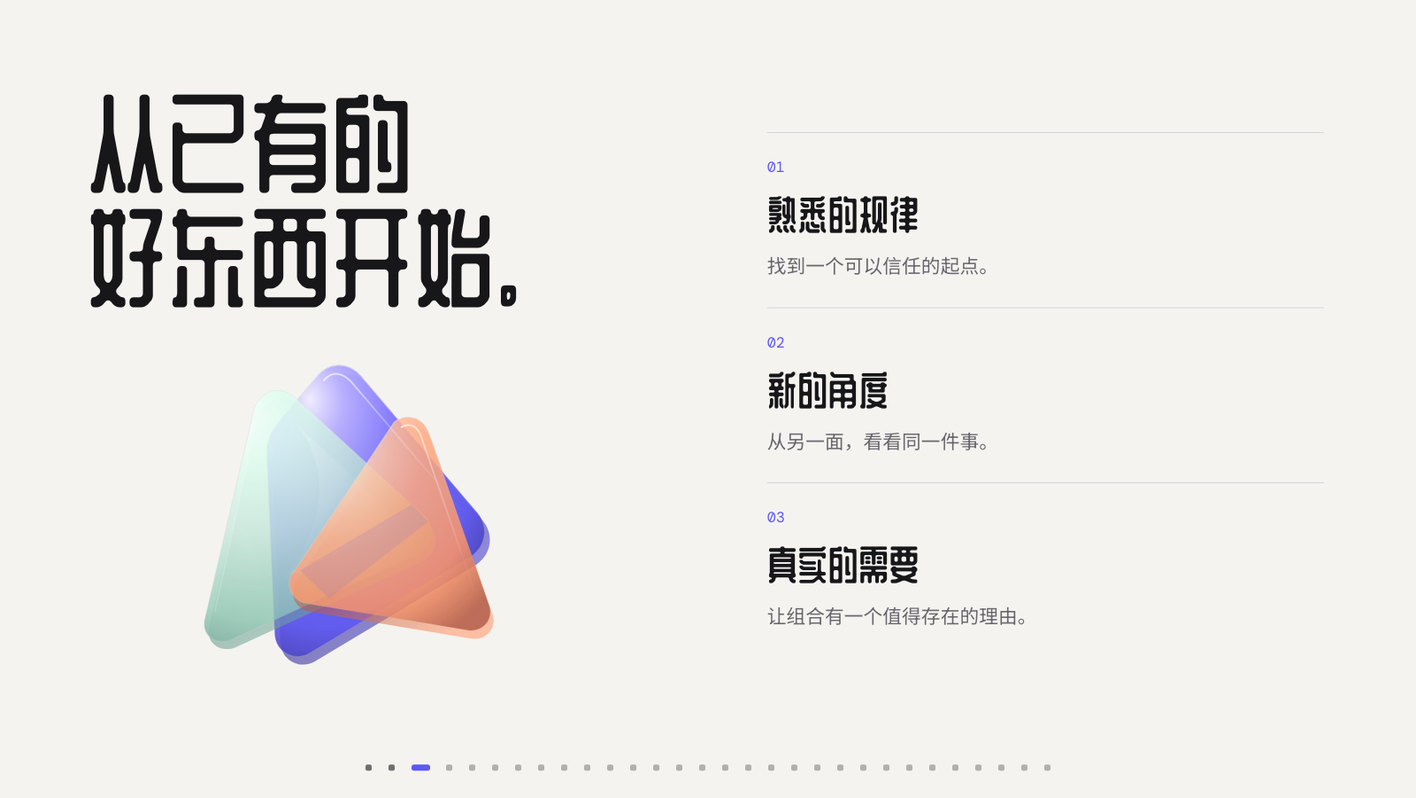 从已有的
好东西开始。
01
熟悉的规律
找到一个可以信任的起点。
02
新的角度
从另一面，看看同一件事。
03
真实的需要
让组合有一个值得存在的理由。